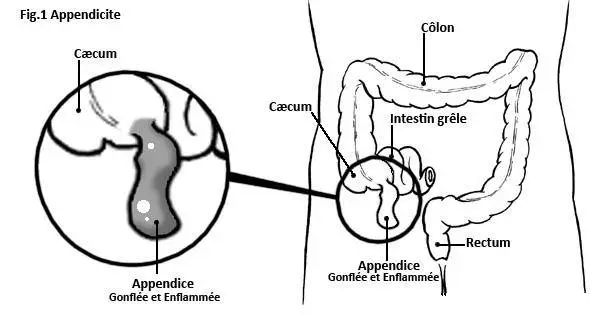 Fig.1 Appendicite
Cæcum
Appendice
Gonflée et Enflammée
Côlon
Cæcum
Intestin grêle
Rectum
Appendice
Gonflée et Enflammée